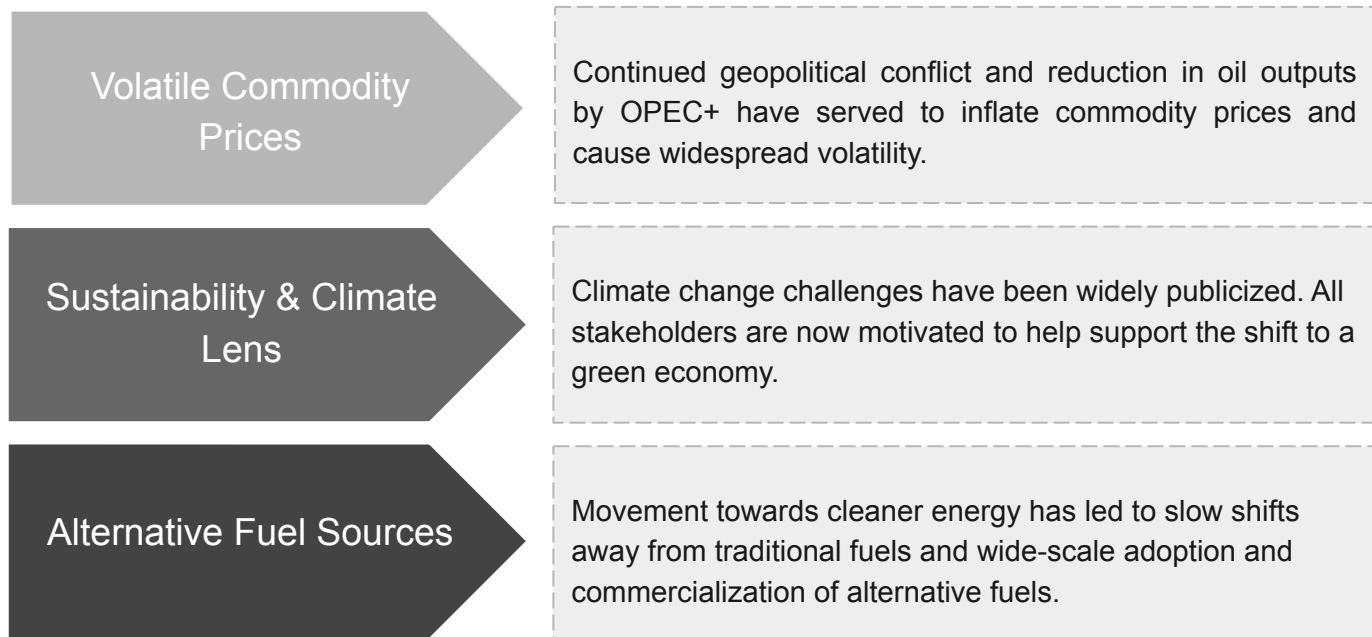 Volatile Commodity
Prices
Continued geopolitical conflict and reduction in oil outputs
by OPEC+ have served to inflate commodity prices and
cause widespread volatility.
Sustainability & Climate
Lens
Climate change challenges have been widely publicized. All
stakeholders are now motivated to help support the shift to a
green economy.
Alternative Fuel Sources
Movement towards cleaner energy has led to slow shifts
away from traditional fuels and wide-scale adoption and
commercialization of alternative fuels.